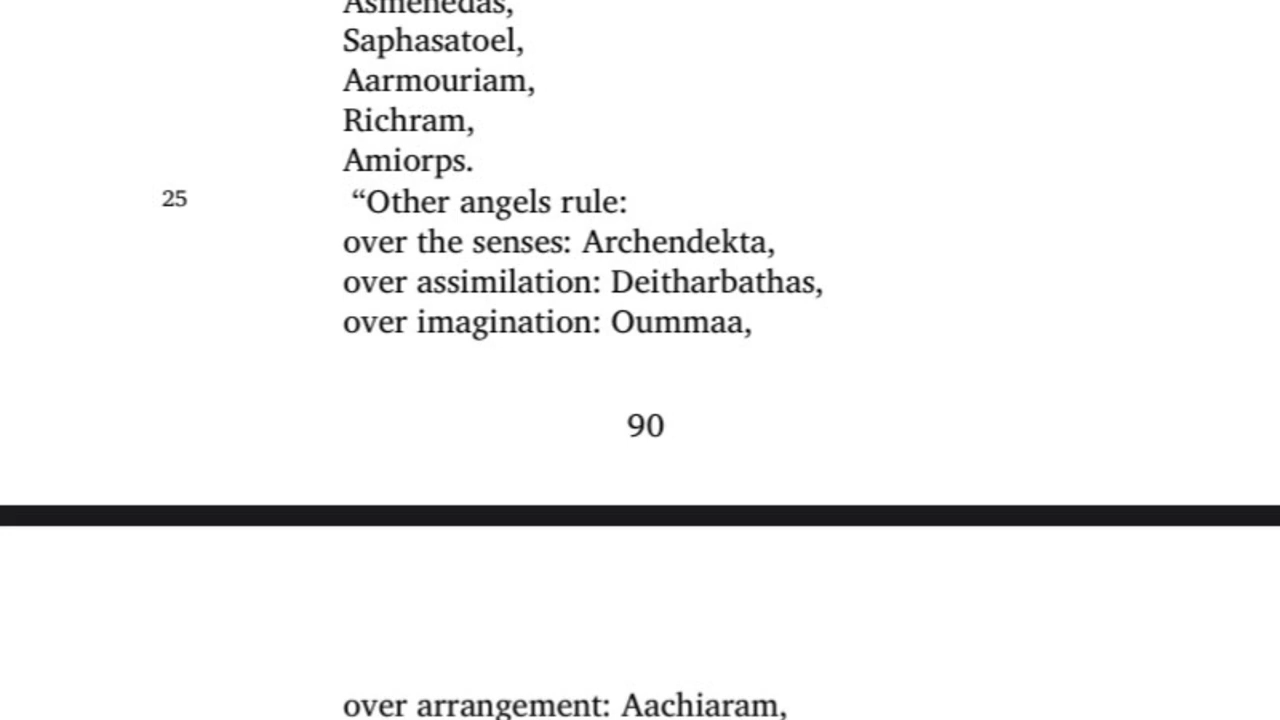 Asmenedas,
Saphasatoel,
Aarmouriam,
Richram,
Amiorps.
25 “Other angels rule:
over the senses: Archendekta,
over assimilation: Deitharbathas,
over imagination: Oummaa,
90
over arrangement: Aachiaram,